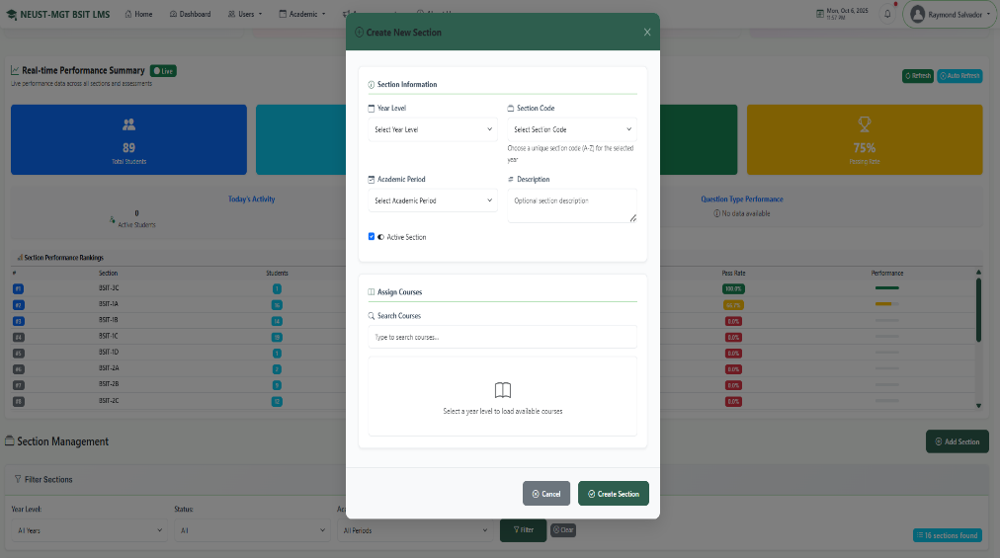 NEUST-MGT BSIT LMS
Home
Dashboard
Users
Academic
Mon, Oct 6, 2025
11:57 PM
Raymond Salvador
Create New Section
X
Real-time Performance Summary
Live
Live performance data across all sections and assessments
Refresh
Auto Refresh
Section Information
Year Level
Section Code
Select Year Level
Select Section Code
Choose a unique section code (A-Z) for the selected
year
89
Total Students
75%
Passing Rate
Academic Period
Description
Select Academic Period
Optional section description
Active Section
Today's Activity
0
Active Students
Question Type Performance
No data available
Section Performance Rankings
# Section Students Pass Rate Performance
#1 BSIT-3C 1 100.0%
#2 BSIT-1A 16 66.7%
#3 BSIT-1B 14 0.0%
#4 BSIT-1C 0.0%
#5 BSIT-1D 1 0.0%
#6 BSIT-2A 0.0%
#7 BSIT-2B 0.0%
#8 BSIT-2C 12 0.0%
Assign Courses
Search Courses
Type to search courses...
Select a year level to load available courses
Section Management
Add Section
Cancel
Create Section
Filter Sections
Year Level:
Status:
All Years
All
All Periods
Filter
Clear
16 sections found